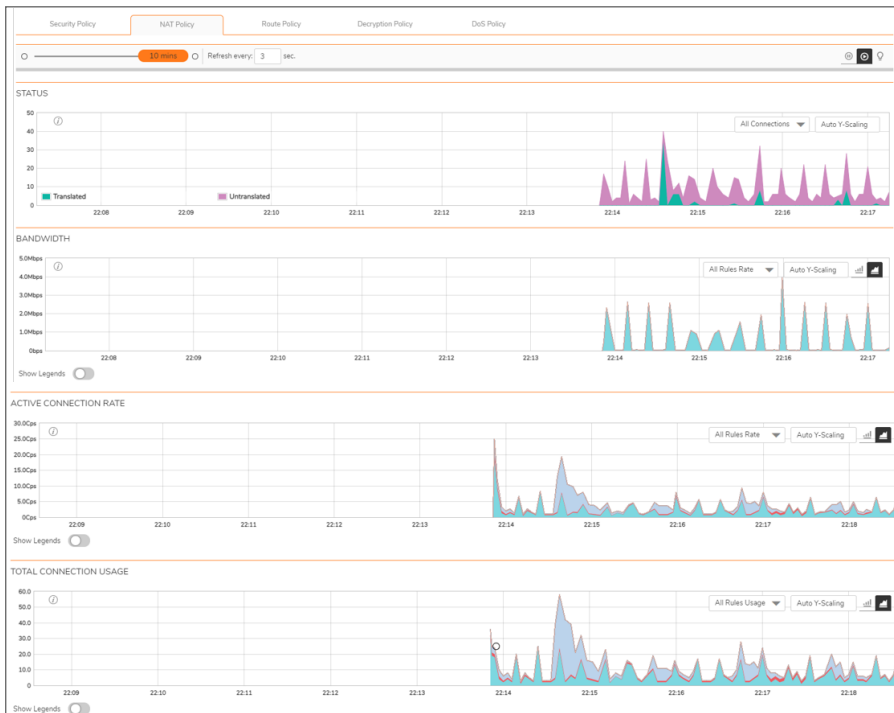 Security Policy NAT Policy Route Policy Decryption Policy DoS Policy
10 mins Refresh every: 3 sec.
STATUS
50
All Connections Auto Y-Scaling
40
30
20
10
Translated Untranslated
0
22:08 22:09 22:10 22:11 22:12 22:13 22:14 22:15 22:16 22:17
BANDWIDTH
5.0Mbps
All Rules Rate Auto Y-Scaling
4.0Mbps
3.0Mbps
2.0Mbps
1.0Mbps
0bps
22:08 22:09 22:10 22:11 22:12 22:13 22:14 22:15 22:16 22:17
Show Legends
ACTIVE CONNECTION RATE
30.0Cps
All Rules Rate Auto Y-Scaling
25.0Cps
20.0Cps
15.0Cps
10.0Cps
5.0Cps
0Cps
22:09 22:10 22:11 22:12 22:13 22:14 22:15 22:16 22:17 22:18
Show Legends
TOTAL CONNECTION USAGE
60.0
All Rules Usage Auto Y-Scaling
50.0
40.0
30.0
20.0
10.0
0
22:09 22:10 22:11 22:12 22:13 22:14 22:15 22:16 22:17 22:18
Show Legends